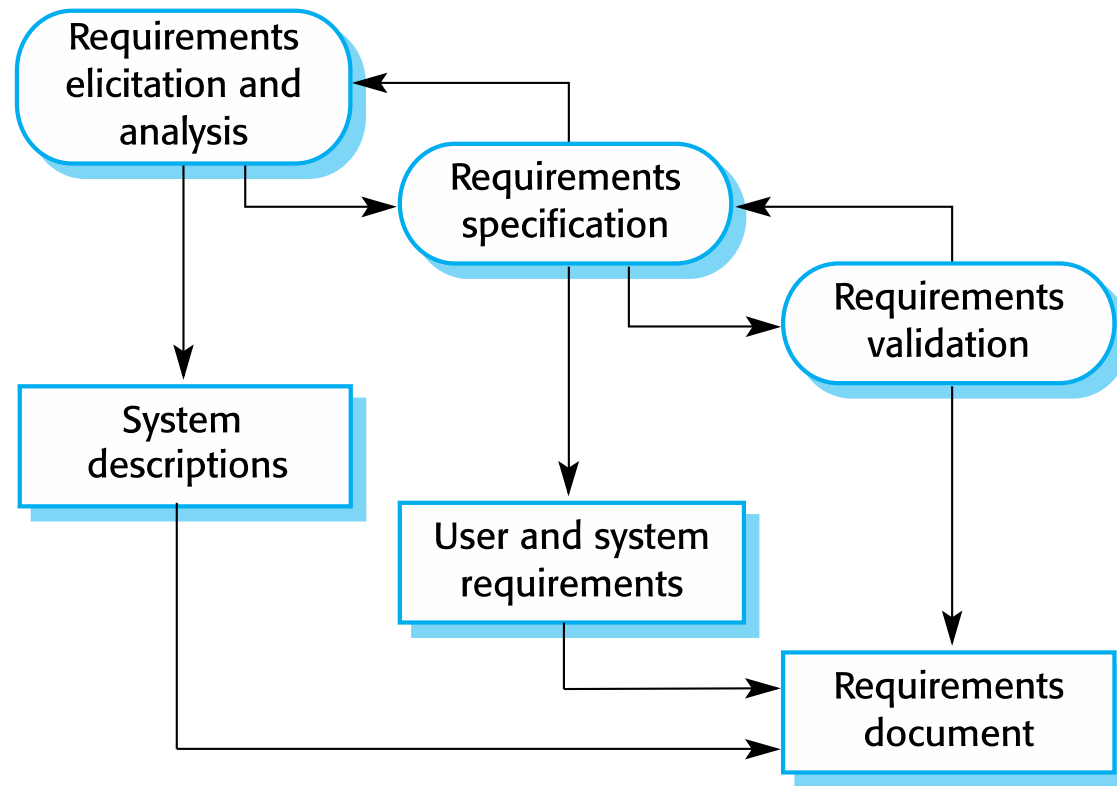 Requirements
elicitation and
analysis
Requirements
specification
Requirements
validation
System
descriptions
User and system
requirements
Requirements
document